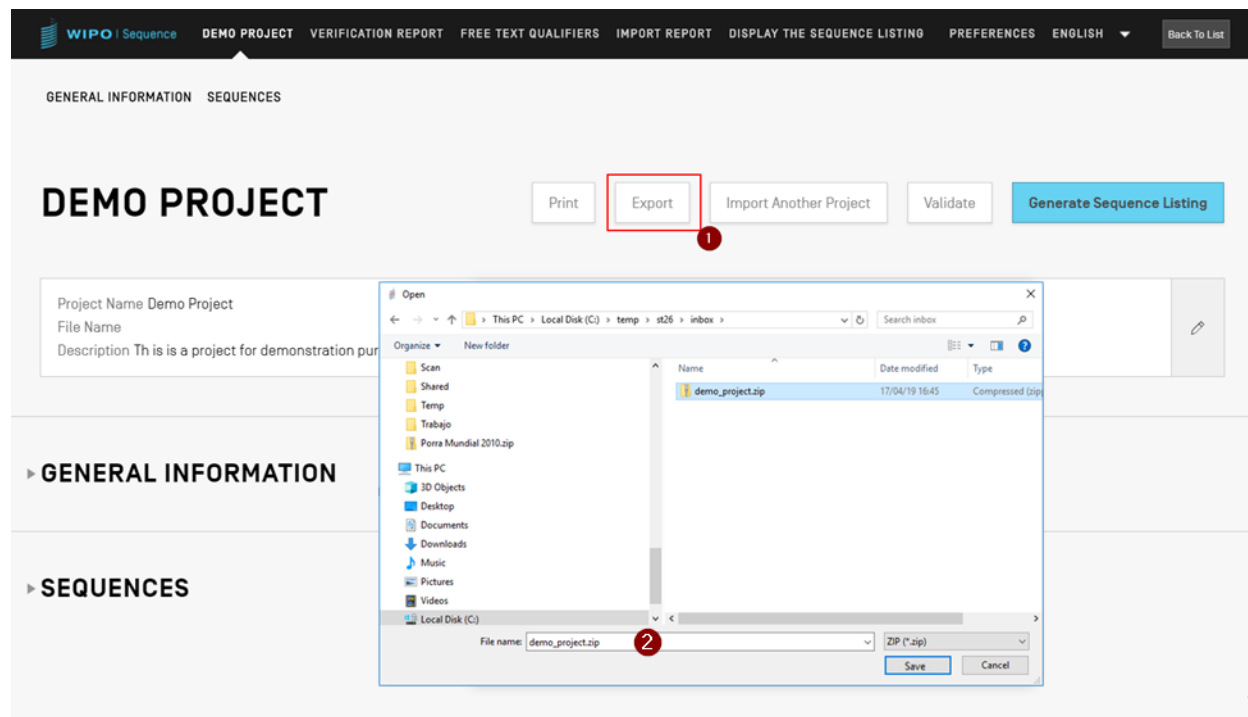 WIPO | Sequence DEMO PROJECT VERIFICATION REPORT FREE TEXT QUALIFIERS IMPORT REPORT DISPLAY THE SEQUENCE LISTING PREFERENCES ENGLISH Back To List
GENERAL INFORMATION SEQUENCES
DEMO PROJECT
Print Export Import Another Project Validate Generate Sequence Listing
1
Project Name Demo Project
File Name
Description Th is is a project for demonstration pur
Open
This PC > Local Disk (C:) > temp > st26 > inbox > Search inbox
Organize New folder
Name Date modified Type
Scan
demo_project.zip 17/04/19 16:45 Compressed (zip
Shared
Temp
Trabajo
Porra Mundial 2010.zip
This PC
3D Objects
Desktop
Documents
Downloads
Music
Pictures
Videos
Local Disk (C:)
File name: demo_project.zip 2 ZIP (*.zip)
Save Cancel
GENERAL INFORMATION
SEQUENCES